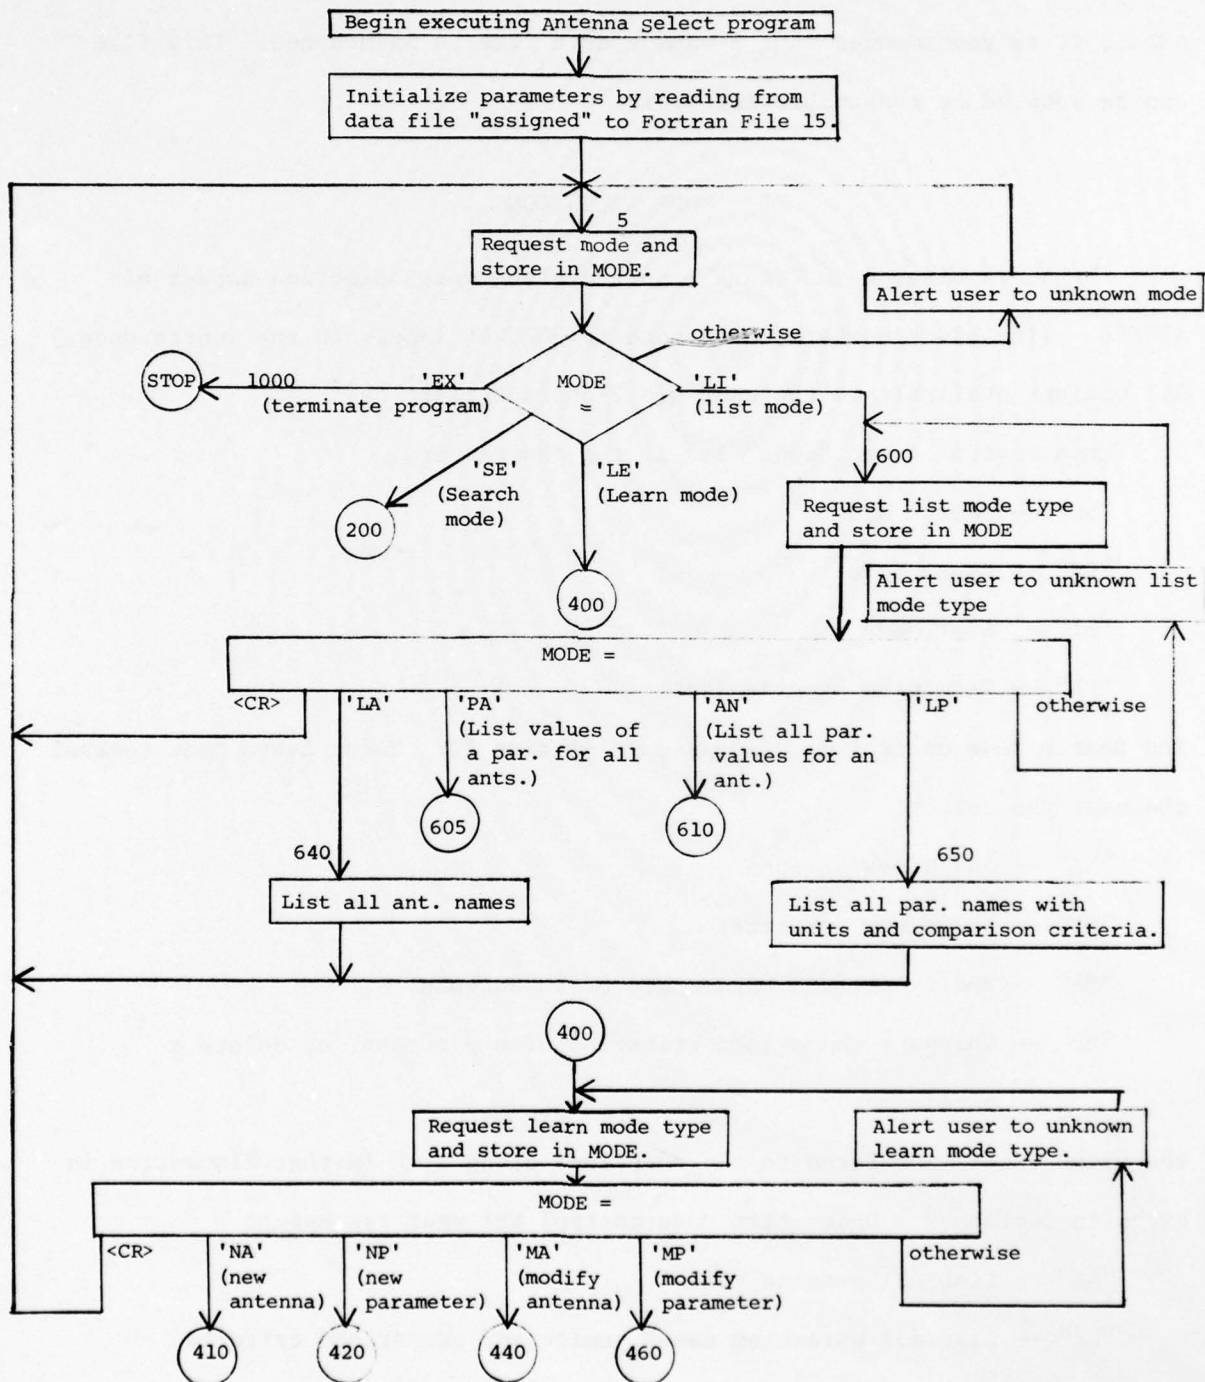 Begin executing Antenna select program
Initialize parameters by reading from
data file "assigned" to Fortran File 15.
5
Request mode and
store in MODE.
Alert user to unknown mode
otherwise
STOP
1000
'EX'
(terminate program)
MODE
=
'LI'
(list mode)
'SE'
(Search
mode)
200
'LE'
(Learn mode)
400
600
Request list mode type
and store in MODE
Alert user to unknown list
mode type
MODE =
<CR>
'LA'
'PA'
(List values of
a par. for all
ants.)
605
'AN'
(List all par.
values for an
ant.)
610
'LP'
otherwise
640
List all ant. names
650
List all par. names with
units and comparison criteria.
400
Request learn mode type
and store in MODE.
Alert user to unknown
learn mode type.
MODE =
<CR>
'NA'
(new
antenna)
410
'NP'
(new
parameter)
420
'MA'
(modify
antenna)
440
'MP'
(modify
parameter)
460
otherwise